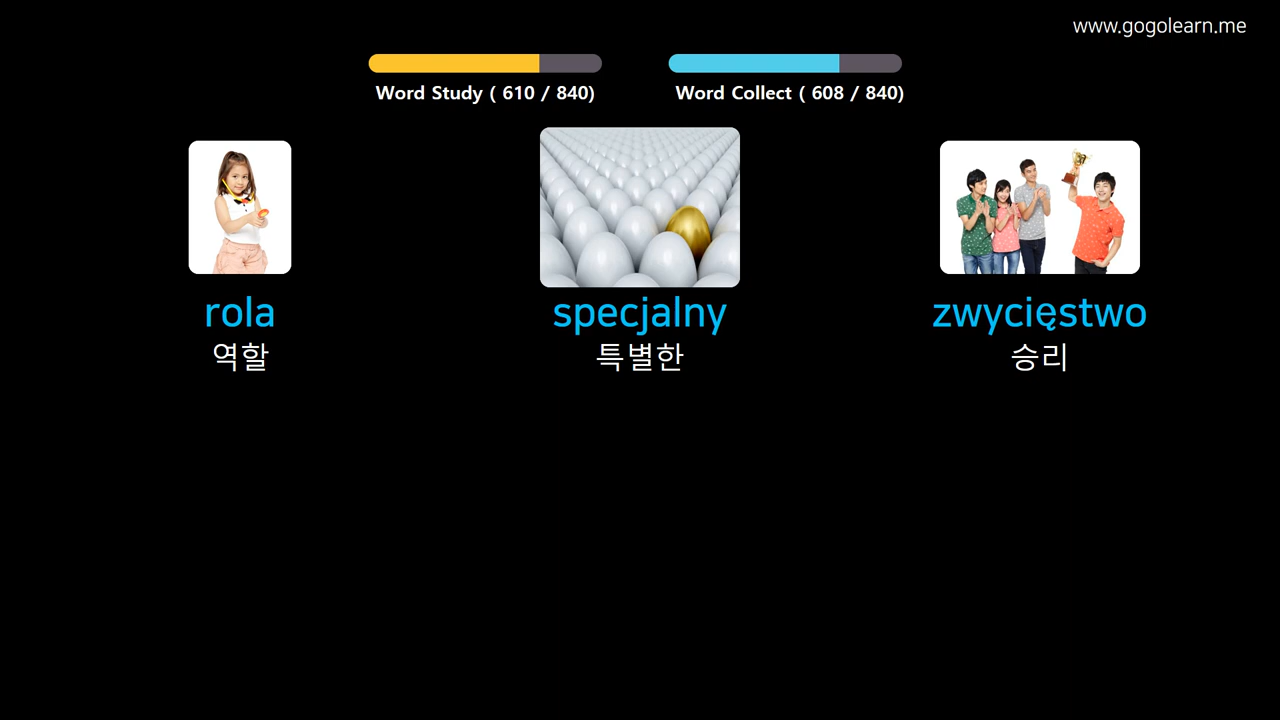 www.gogolearn.me
Word Study ( 610 / 840)
Word Collect ( 608 / 840)
rola
역할
specjalny
특별한
zwycięstwo
승리